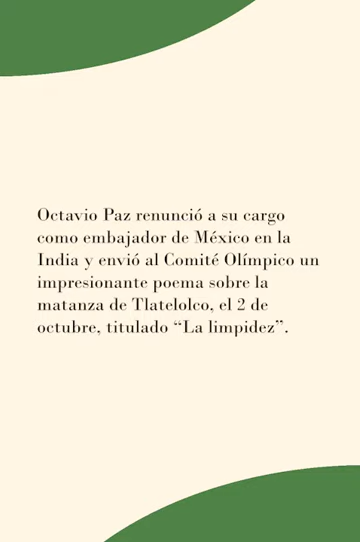 Octavio Paz renunció a su cargo
como embajador de México en la
India y envió al Comité Olímpico un
impresionante poema sobre la
matanza de Tlatelolco, el 2 de
octubre, titulado “La limpidez”.